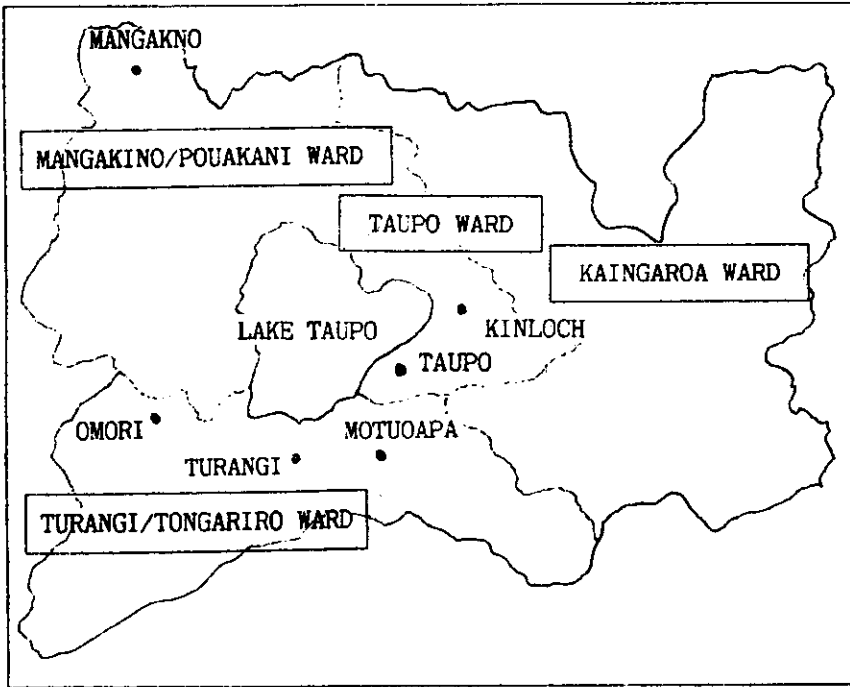 MANGAKNO
MANGAKINO/POUAKANI WARD
TAUPO WARD
KAINGAROA WARD
LAKE TAUPO
KINLOCH
TAUPO
OMORI
MOTUOAPA
TURANGI
TURANGI/TONGARIRO WARD